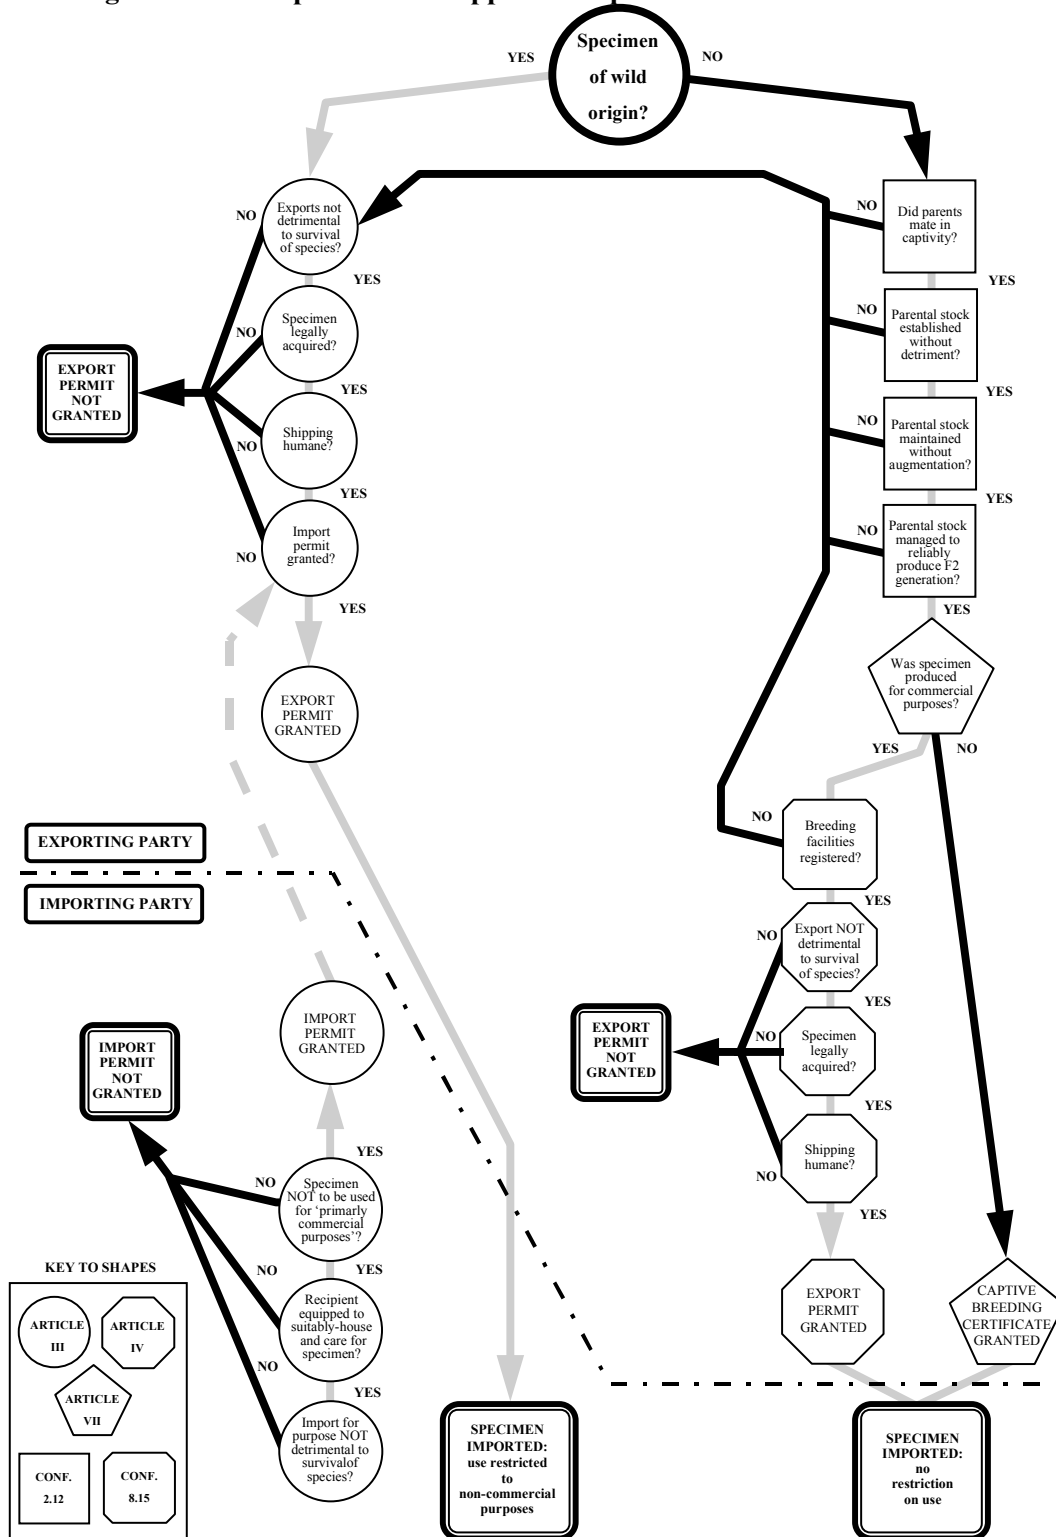 Specimen
of wild
origin?
YES
NO
Exports not
detrimental
to survival
of species?
NO
YES
Specimen
legally
acquired?
NO
YES
Shipping
humane?
NO
YES
Import
permit
granted?
NO
YES
EXPORT
PERMIT
NOT
GRANTED
EXPORT
PERMIT
GRANTED
NO
Did parents
mate in
captivity?
YES
NO
Parental stock
established
without
detriment?
YES
NO
Parental stock
maintained
without
augmentation?
YES
NO
Parental stock
managed to
reliably
produce F2
generation?
YES
Was specimen
produced
for commercial
purposes?
YES
NO
NO
Breeding
facilities
registered?
YES
NO
Export NOT
detrimental
to survival
of species?
YES
NO
Specimen
legally
acquired?
YES
NO
Shipping
humane?
YES
EXPORT
PERMIT
NOT
GRANTED
EXPORT
PERMIT
GRANTED
CAPTIVE
BREEDING
CERTIFICATE
GRANTED
EXPORTING PARTY
IMPORTING PARTY
IMPORT
PERMIT
NOT
GRANTED
IMPORT
PERMIT
GRANTED
YES
NO
Specimen
NOT to be used
for ‘primarly
commercial
purposes’?
YES
NO
Recipient
equipped to
suitably-house
and care for
specimen?
YES
NO
Import for
purpose NOT
detrimental to
survivalof
species?
KEY TO SHAPES
ARTICLE
III
ARTICLE
IV
ARTICLE
VII
CONF.
2.12
CONF.
8.15
SPECIMEN
IMPORTED:
use restricted
to
non-commercial
purposes
SPECIMEN
IMPORTED:
no
restriction
on use